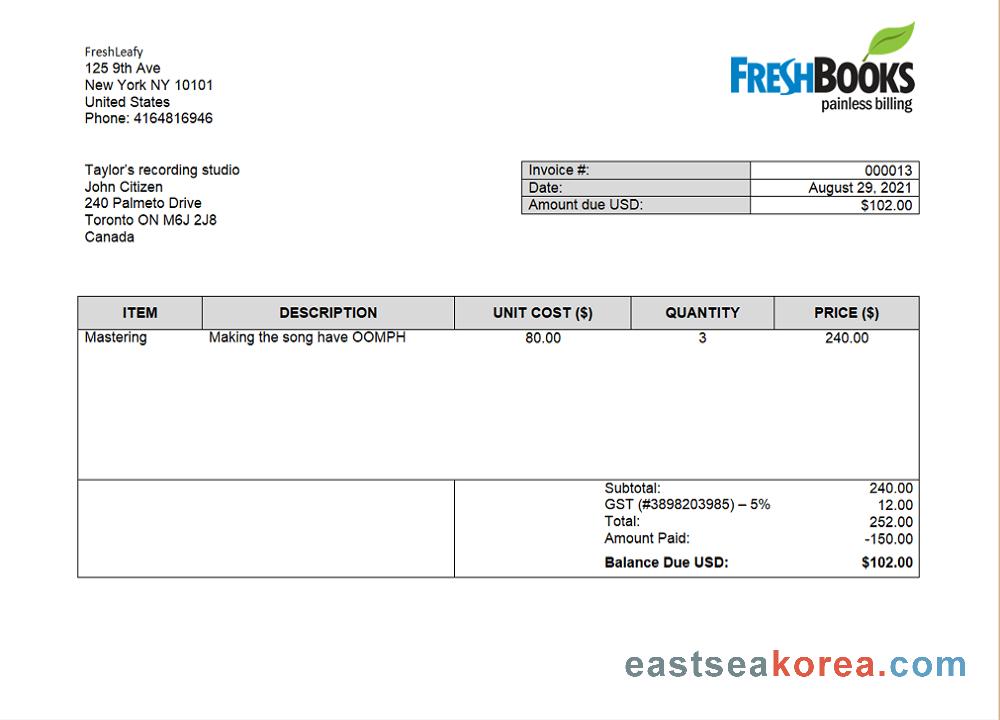 FreshLeafy
125 9th Ave
New York NY 10101
United States
Phone: 4164816946
FRESHBOOKS
painless billing
Taylor's recording studio
John Citizen
240 Palmeto Drive
Toronto ON M6J 2J8
Canada
Invoice #: 000013
Date: August 29, 2021
Amount due USD: $102.00
ITEM DESCRIPTION UNIT COST ($) QUANTITY PRICE ($)
Mastering Making the song have OOMPH 80.00 3 240.00
Subtotal: 240.00
GST (#3898203985) – 5% 12.00
Total: 252.00
Amount Paid: -150.00
Balance Due USD: $102.00
eastseakorea.com